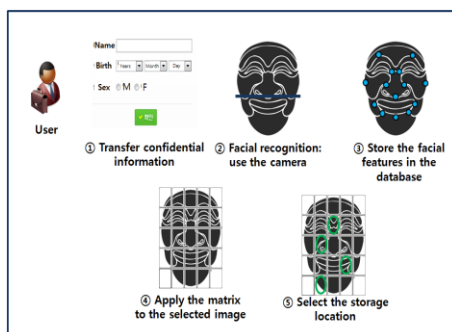 Name
Birth Years Month Day
Sex M F
User
① Transfer confidential
information
② Facial recognition:
use the camera
③ Store the facial
features in the
database
④ Apply the matrix
to the selected image
⑤ Select the storage
location